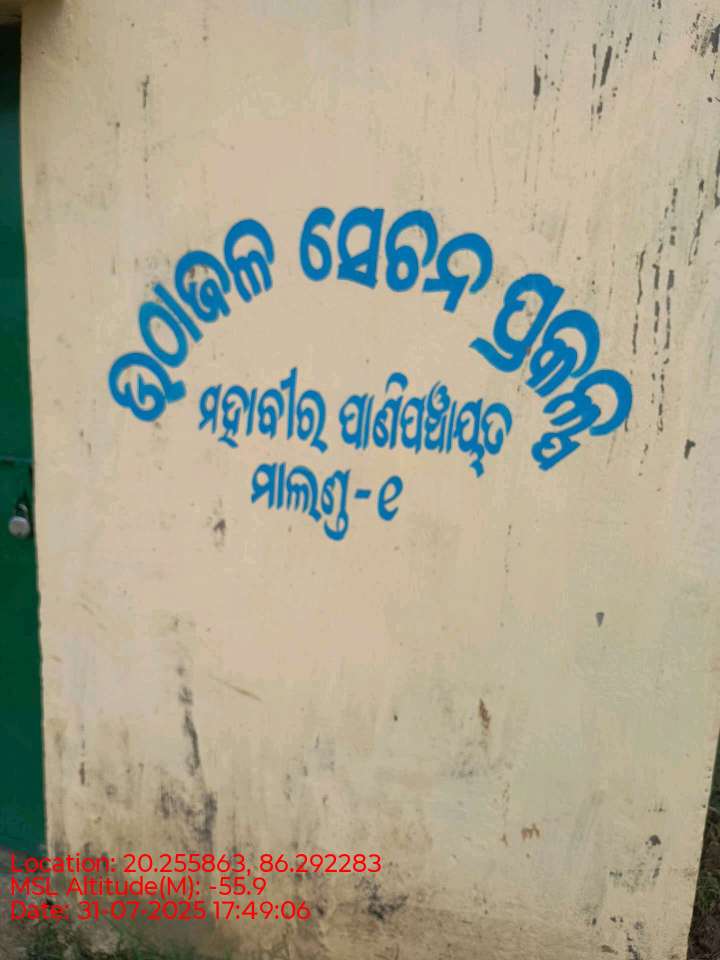 ଉଠାଜଳ ସେଚନ ପ୍ରକଳ୍ପ
ମହାବୀର ପାଣିପଞ୍ଚାୟତ
ମାଲଣ୍ଡ-୧
Location: 20.255863, 86.292283
MSL Altitude(M): -55.9
Date: 31-07-2025 17:49:06